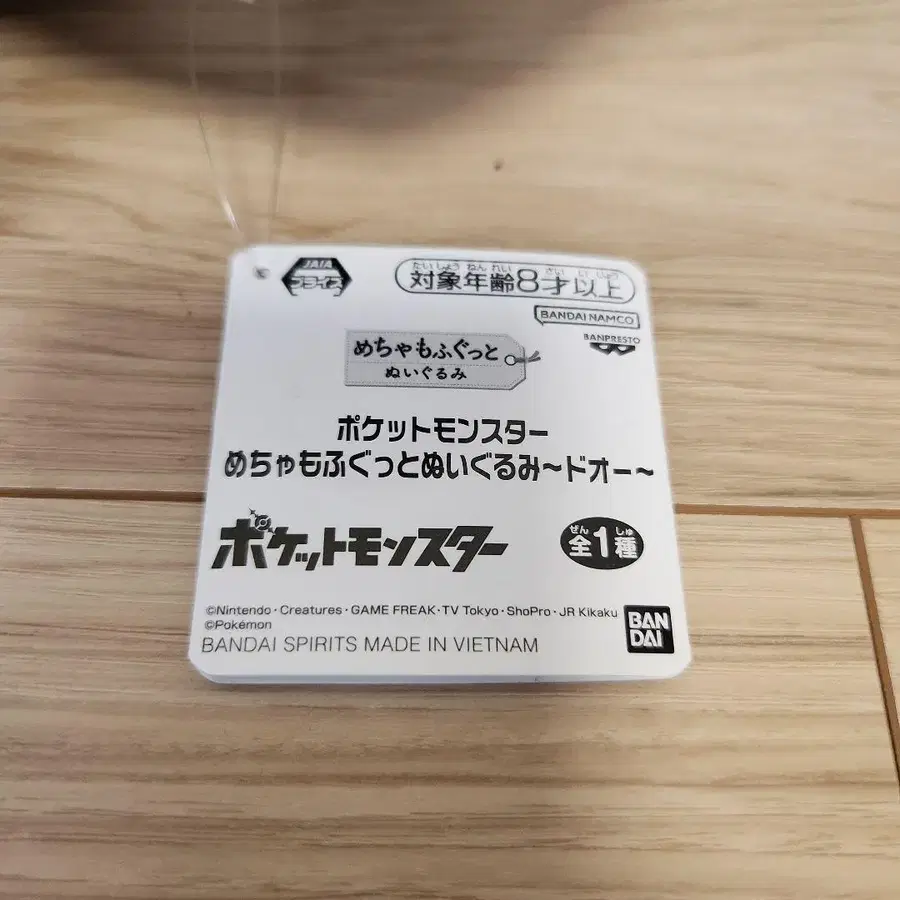 JAIA
プライズ
たいしょうねんれい さい いじょう
対象年齢8才以上
BANDAI NAMCO
BANPRESTO
めちゃもふぐっと
ぬいぐるみ
ポケットモンスター
めちゃもふぐっとぬいぐるみ~ドオー~
ポケットモンスター
ぜん しゅ
全1種
©Nintendo・Creatures・GAME FREAK・TV Tokyo・ShoPro・JR Kikaku
©Pokémon
BANDAI SPIRITS MADE IN VIETNAM
BAN
DAI